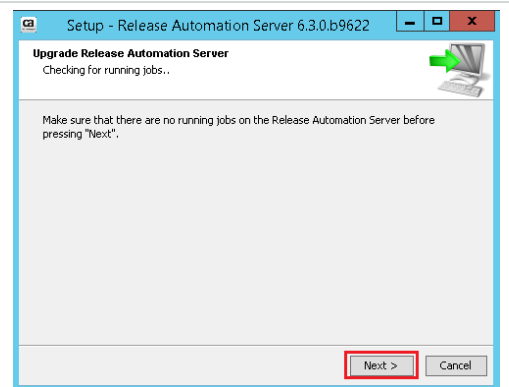 ca
Setup - Release Automation Server 6.3.0.b9622
Upgrade Release Automation Server
Checking for running jobs..
Make sure that there are no running jobs on the Release Automation Server before
pressing "Next".
Next >
Cancel